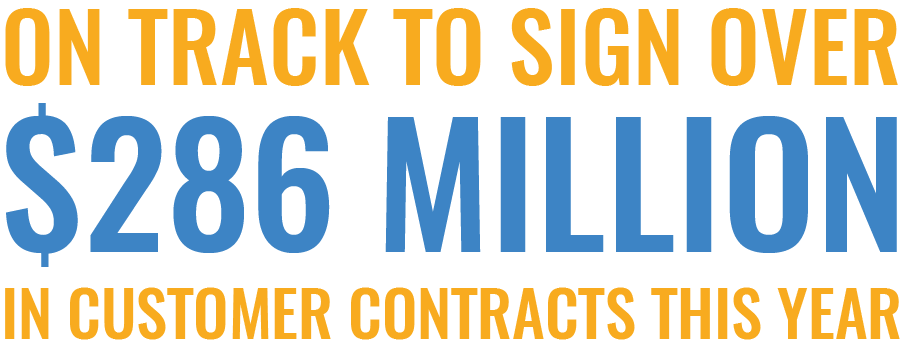 ON TRACK TO SIGN OVER
$286 MILLION
IN CUSTOMER CONTRACTS THIS YEAR